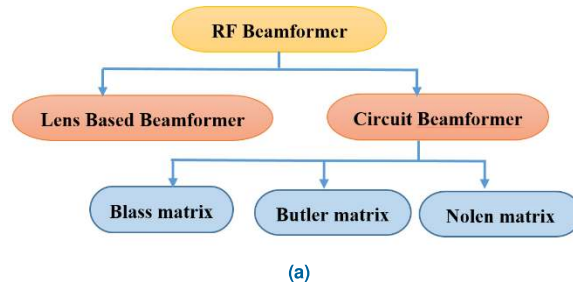 RF Beamformer
Lens Based Beamformer
Circuit Beamformer
Blass matrix
Butler matrix
Nolen matrix
(a)